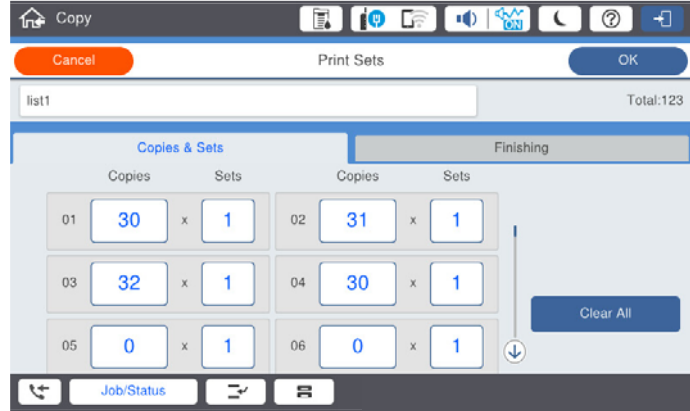 Copy
ON
Cancel Print Sets OK
list1 Total:123
Copies & Sets Finishing
Copies Sets Copies Sets
01 30 x 1 02 31 x 1
03 32 x 1 04 30 x 1
Clear All
05 0 x 1 06 0 x 1
Job/Status